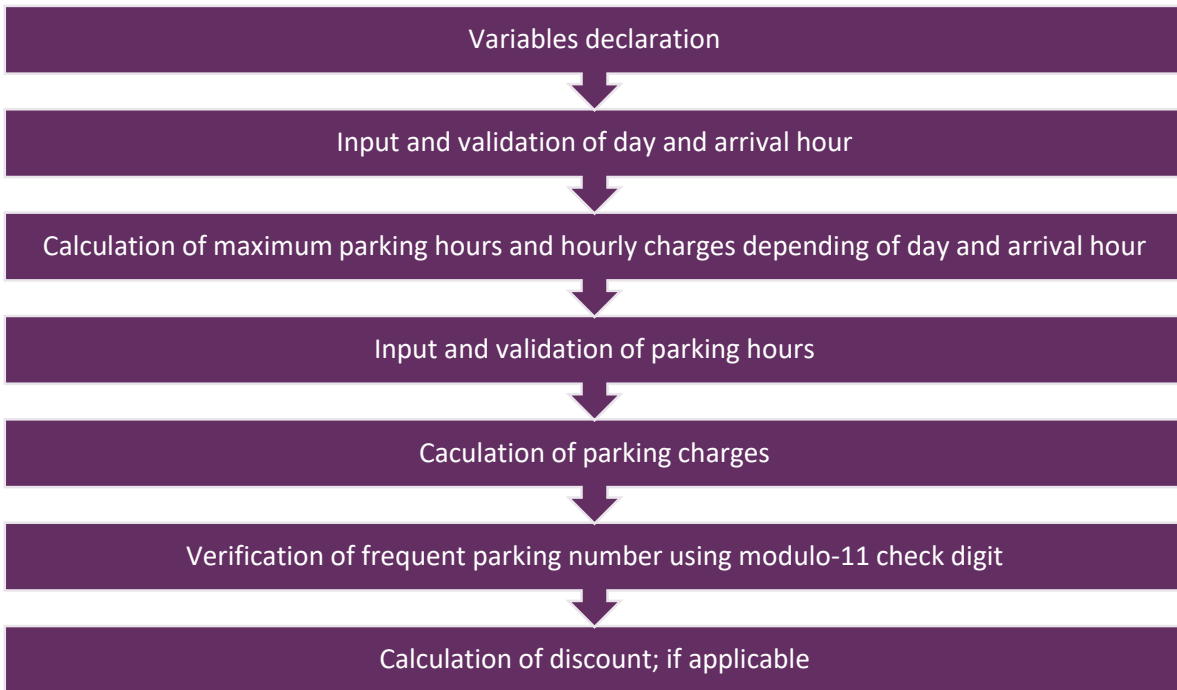 Variables declaration
Input and validation of day and arrival hour
Calculation of maximum parking hours and hourly charges depending of day and arrival hour
Input and validation of parking hours
Caculation of parking charges
Verification of frequent parking number using modulo-11 check digit
Calculation of discount; if applicable